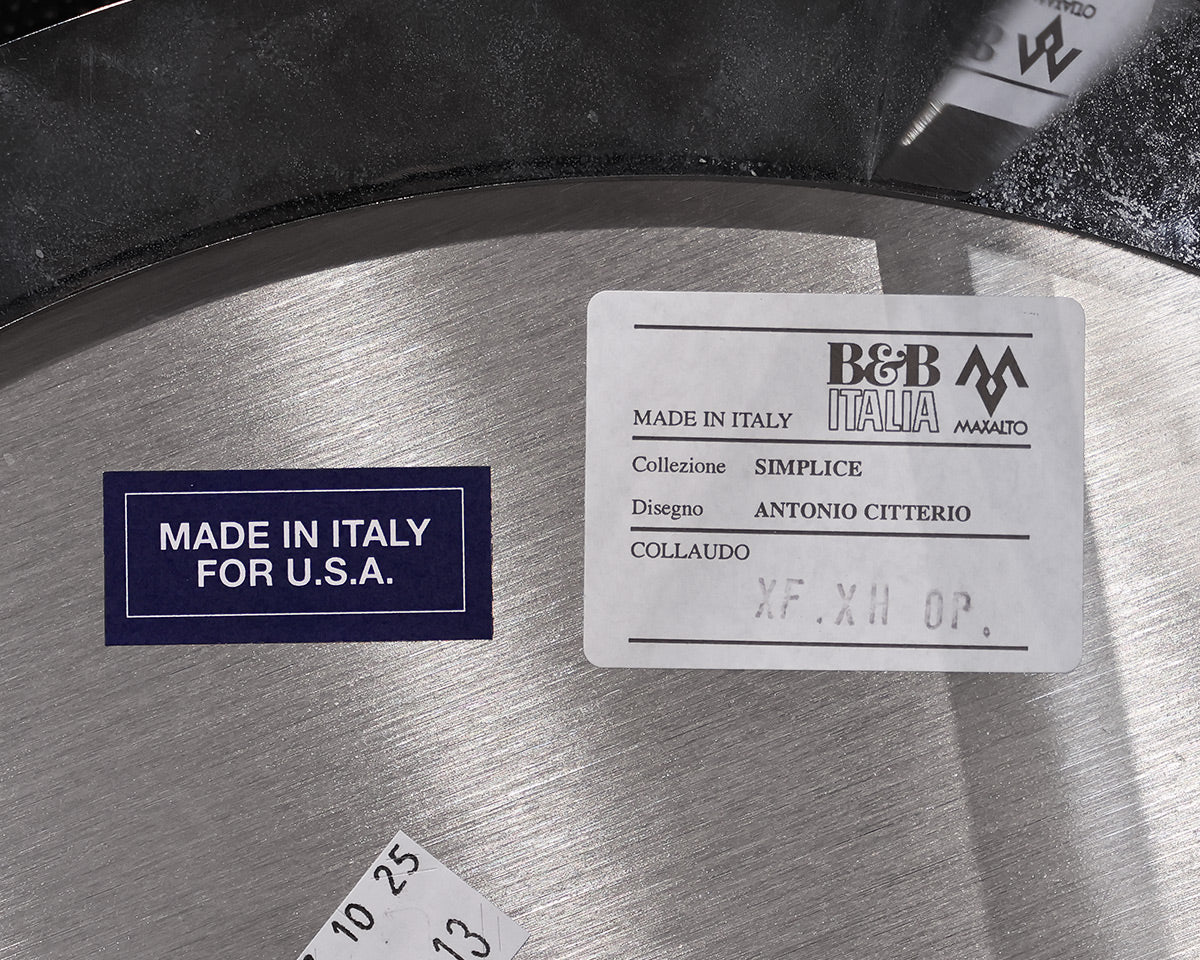 MADE IN ITALY
FOR U.S.A.
B&B
ITALIA
MAXALTO
MADE IN ITALY
Collezione SIMPLICE
Disegno ANTONIO CITTERIO
COLLAUDO
XF.XH OP.
10 25
13